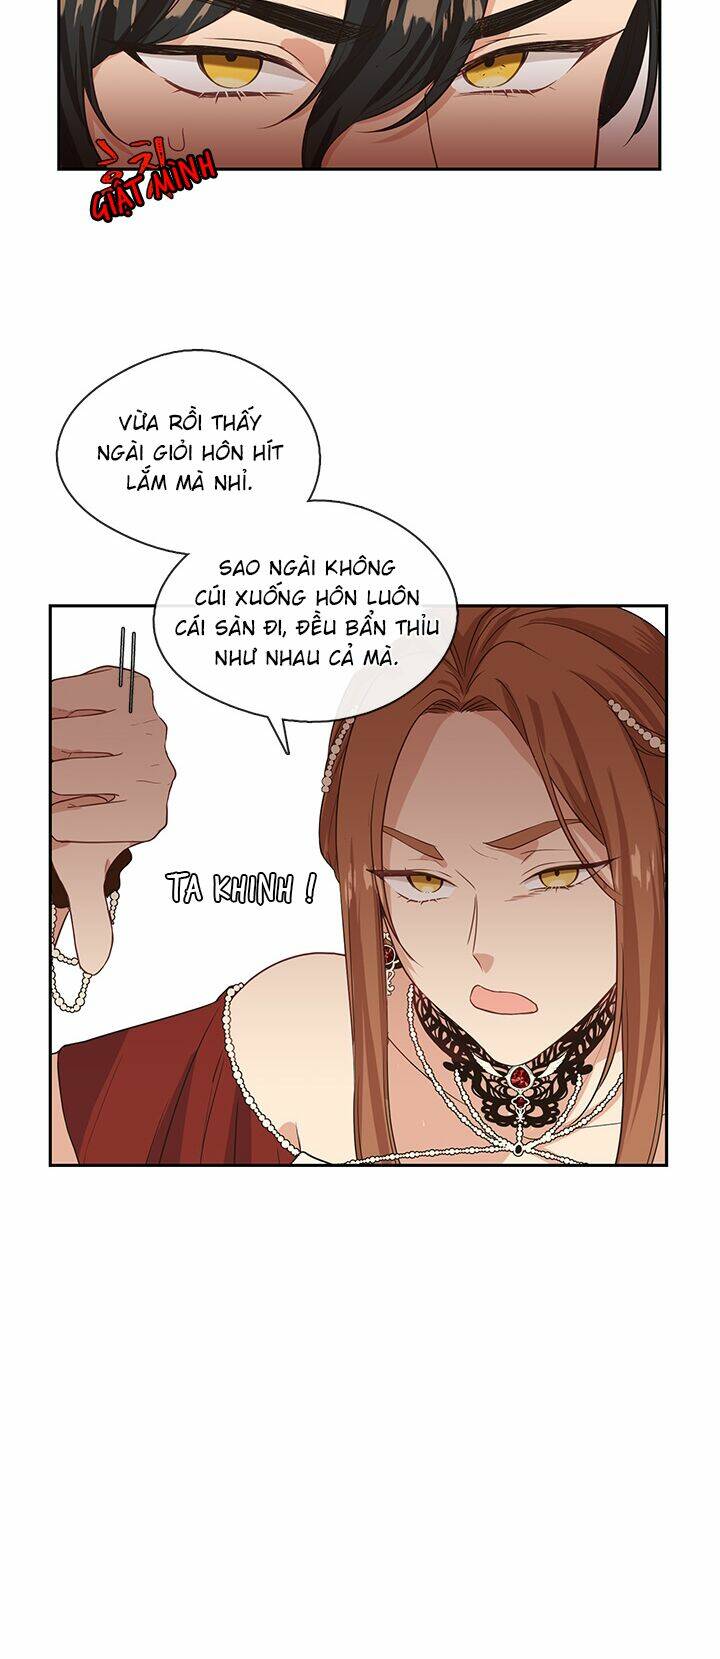 GIẬT MÌNH
VỪA RỒI THẤY
NGÀI GIỎI HÔN HÍT
LẮM MÀ NHỈ.
SAO NGÀI KHÔNG
CÚI XUỐNG HÔN LUÔN
CÁI SÀN ĐI, ĐỀU BẨN THỈU
NHƯ NHAU CẢ MÀ.
TA KHINH !